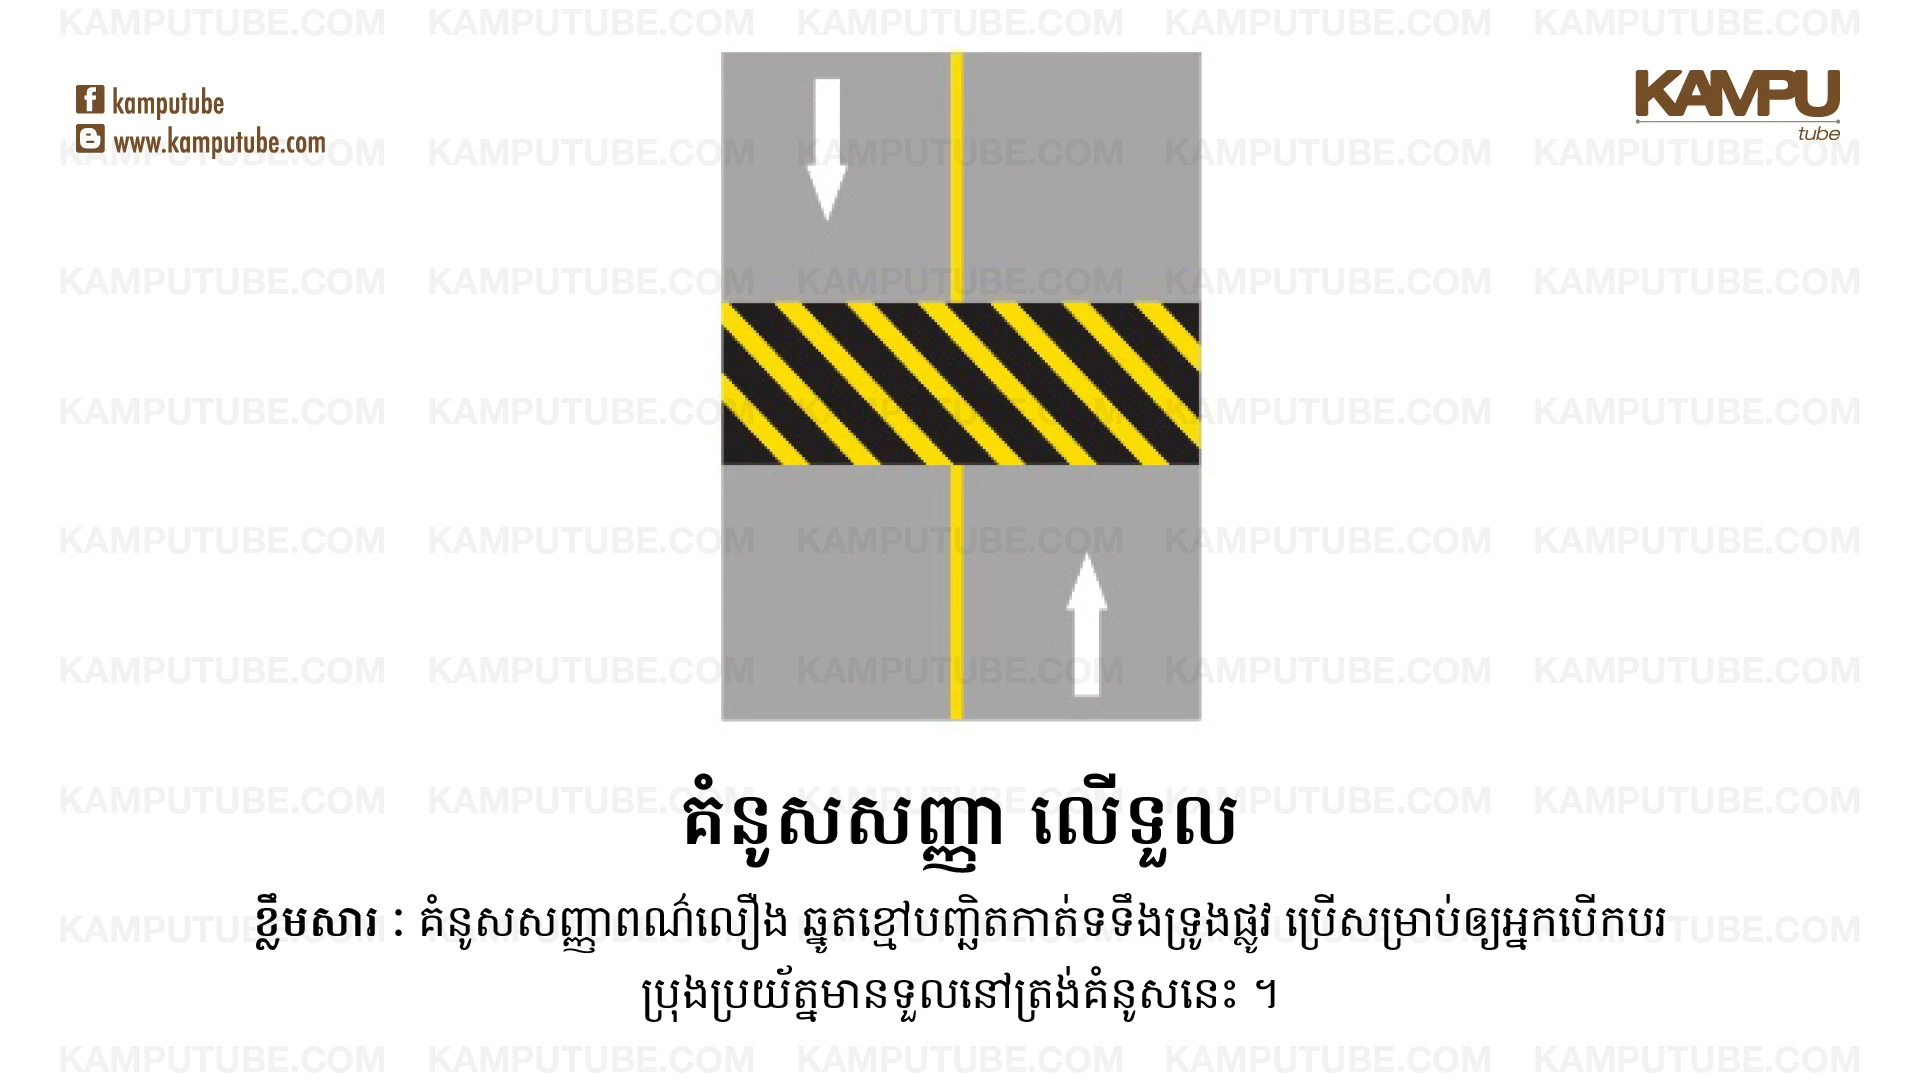 kamputube
www.kamputube.com
KAMPU
tube
គំនូសសញ្ញា លើទួល
ខ្លឹមសារ : គំនូសសញ្ញាពណ៌លឿង ឆ្នូតខ្មៅបញ្ឆិតកាត់ទទឹងទ្រូងផ្លូវ ប្រើសម្រាប់ឲ្យអ្នកបើកបរ
ប្រុងប្រយ័ត្នមានទួលនៅត្រង់គំនូសនេះ ។
KAMPUTUBE.COM